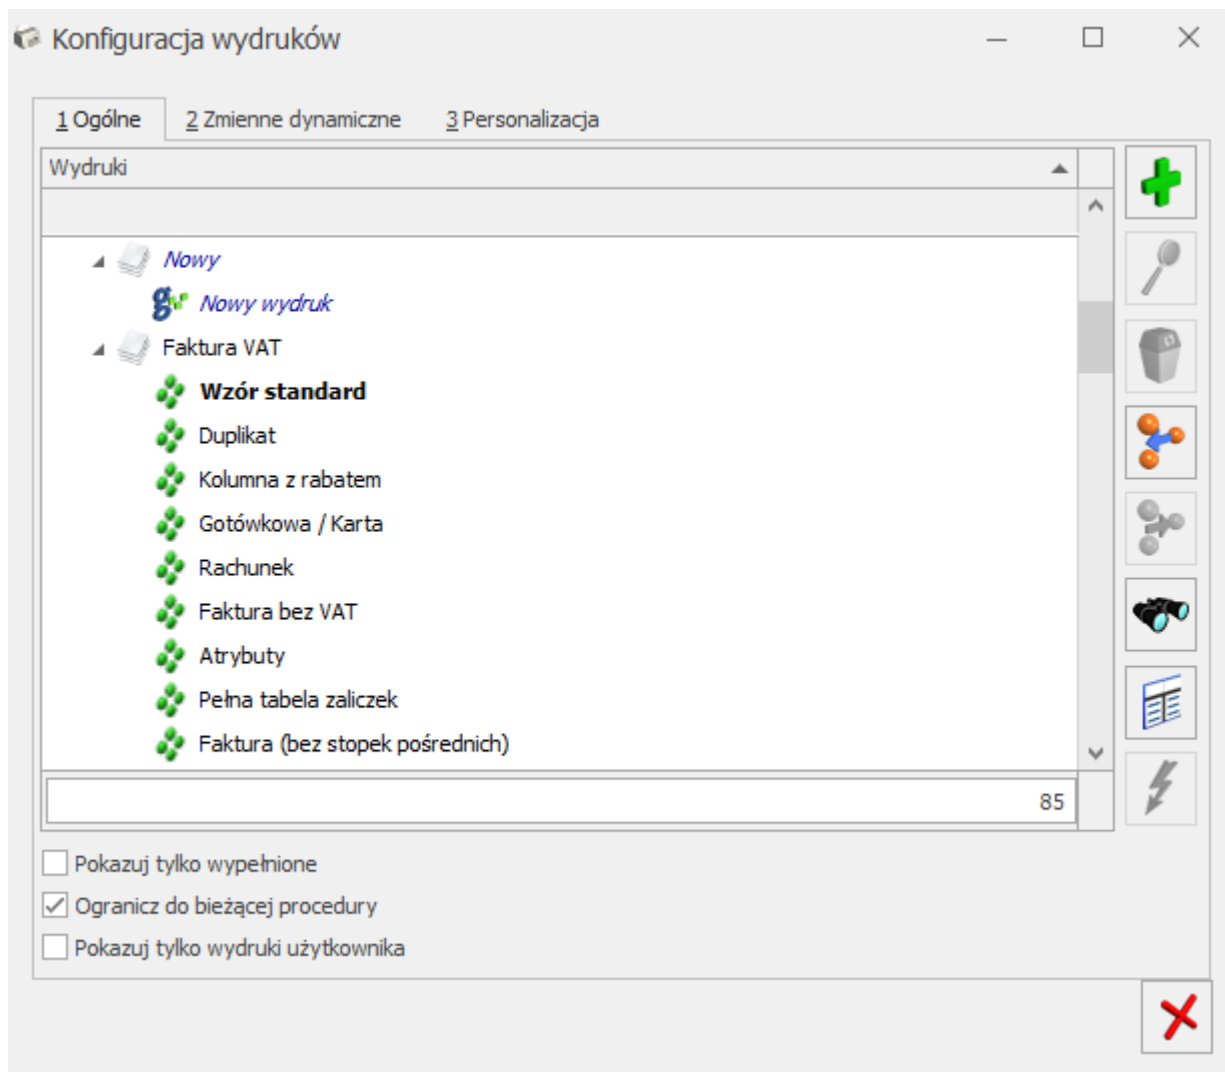 Konfiguracja wydruków
1 Ogólne 2 Zmienne dynamiczne 3 Personalizacja
Wydruki
Nowy
Nowy wydruk
Faktura VAT
Wzór standard
Duplikat
Kolumna z rabatem
Gotówkowa / Karta
Rachunek
Faktura bez VAT
Atrybuty
Pełna tabela zaliczek
Faktura (bez stopek pośrednich)
85
Pokazuj tylko wypełnione
Ogranicz do bieżącej procedury
Pokazuj tylko wydruki użytkownika